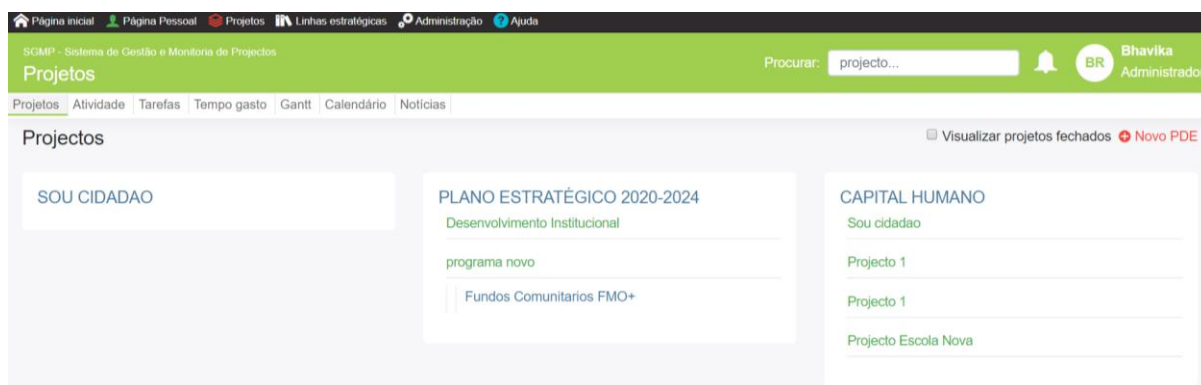 Página inicial Página Pessoal Projetos Linhas estratégicas Administração Ajuda
SGMP - Sistema de Gestão e Monitoria de Projectos
Projetos
Procurar: projecto...
BR
Bhavika
Administrado
Projetos Atividade Tarefas Tempo gasto Gantt Calendário Notícias
Projectos
Visualizar projetos fechados Novo PDE
SOU CIDADAO
PLANO ESTRATÉGICO 2020-2024
Desenvolvimento Institucional
programa novo
Fundos Comunitarios FMO+
CAPITAL HUMANO
Sou cidadao
Projecto 1
Projecto 1
Projecto Escola Nova